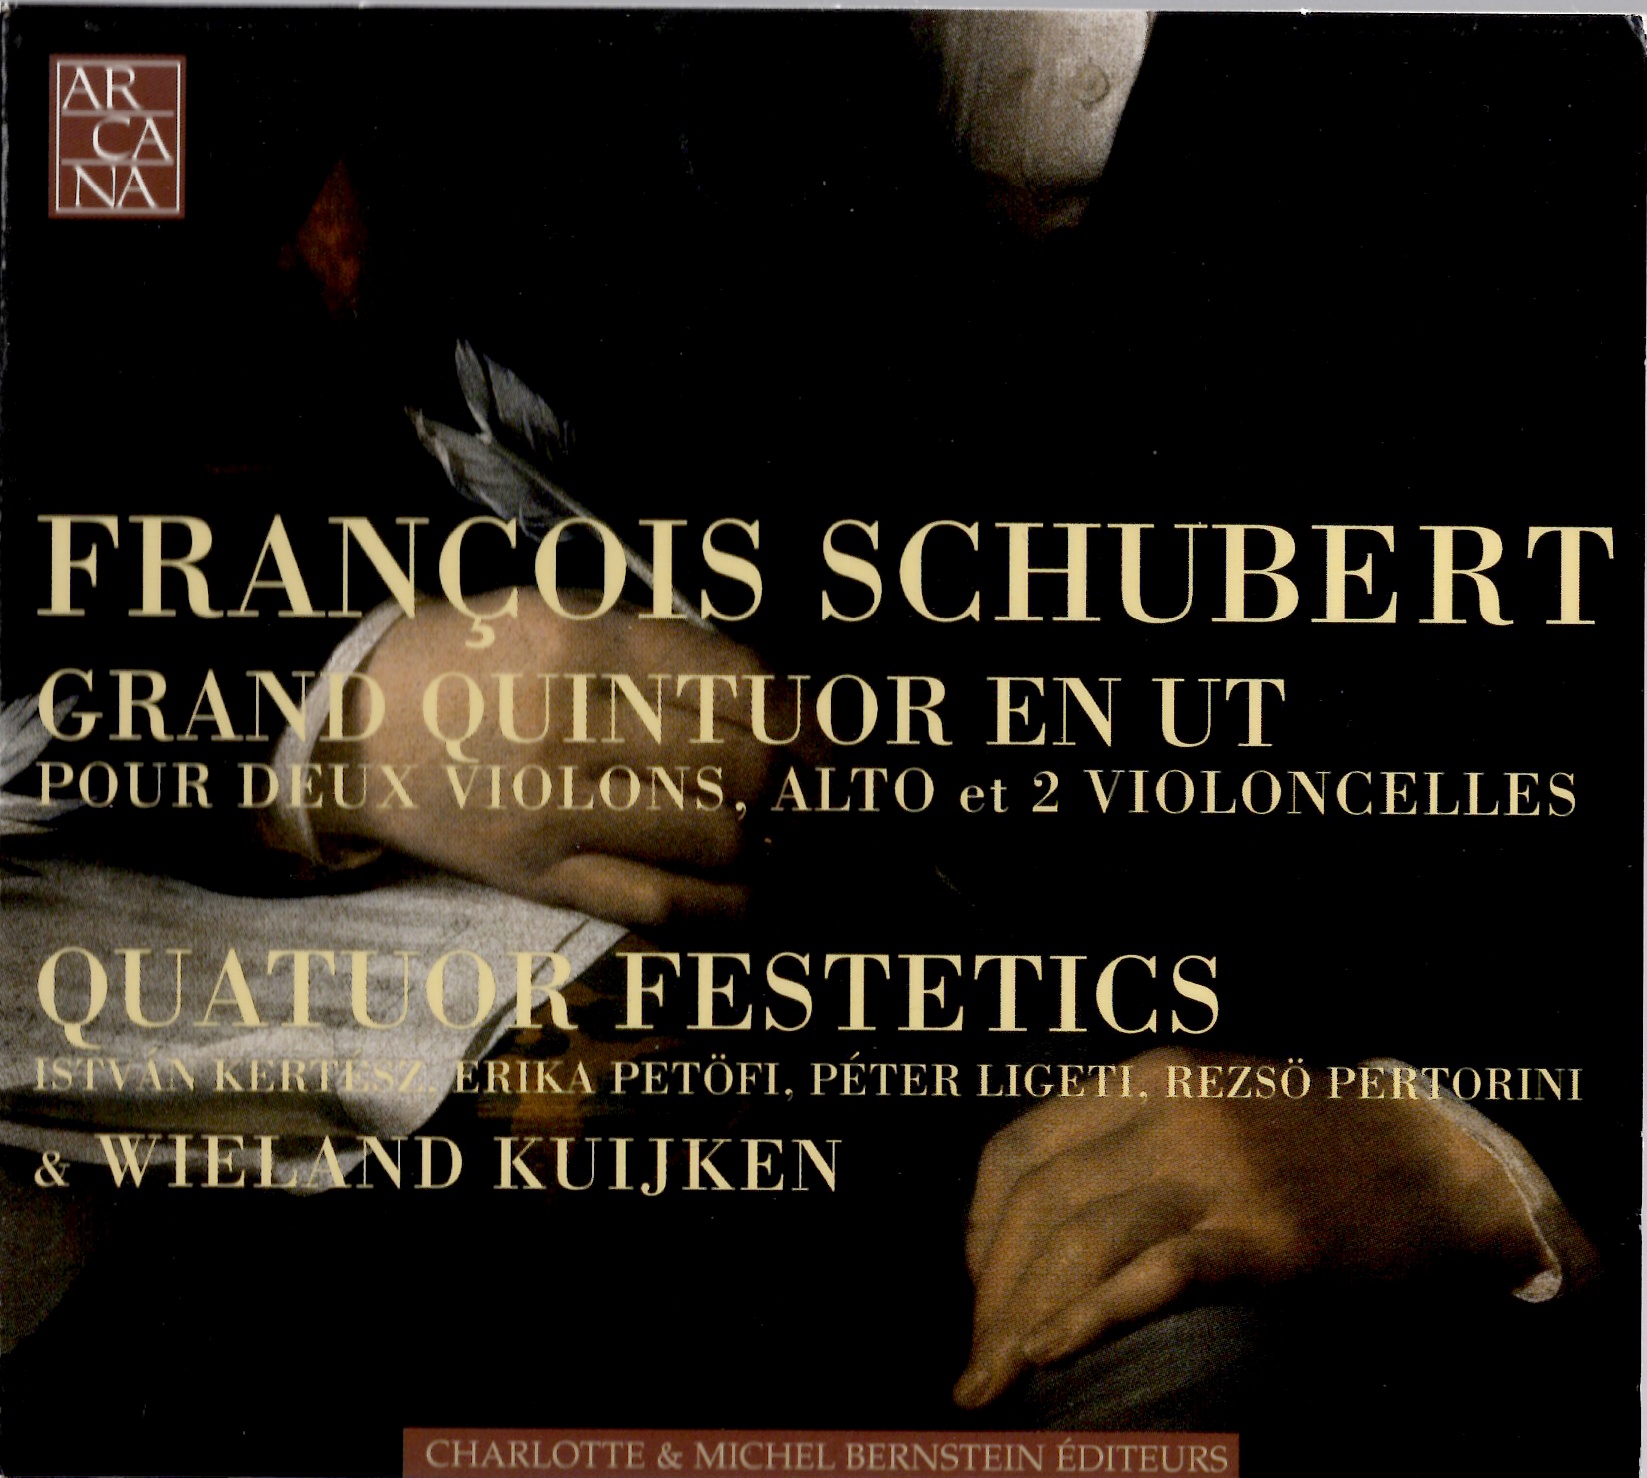 AR
CA
NA
FRANÇOIS SCHUBERT
GRAND QUINTUOR EN UT
POUR DEUX VIOLONS, ALTO et 2 VIOLONCELLES
QUATUOR FESTETICS
ISTVÁN KERTÉSZ, ERIKA PETÖFI, PÉTER LIGETI, REZSÖ PERTORINI
& WIELAND KUIJKEN
CHARLOTTE & MICHEL BERNSTEIN ÉDITEURS